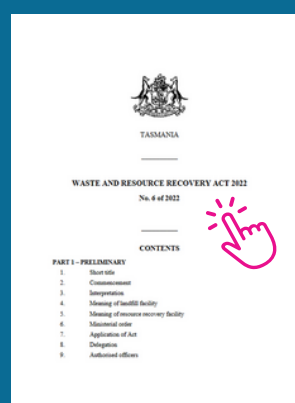 TASMANIA
WASTE AND RESOURCE RECOVERY ACT 2022
No. 6 of 2022
CONTENTS
PART 1 – PRELIMINARY
1. Short title
2. Commencement
3. Interpretation
4. Meaning of landfill facility
5. Meaning of resource recovery facility
6. Ministerial order
7. Application of Act
8. Delegation
9. Authorised officers